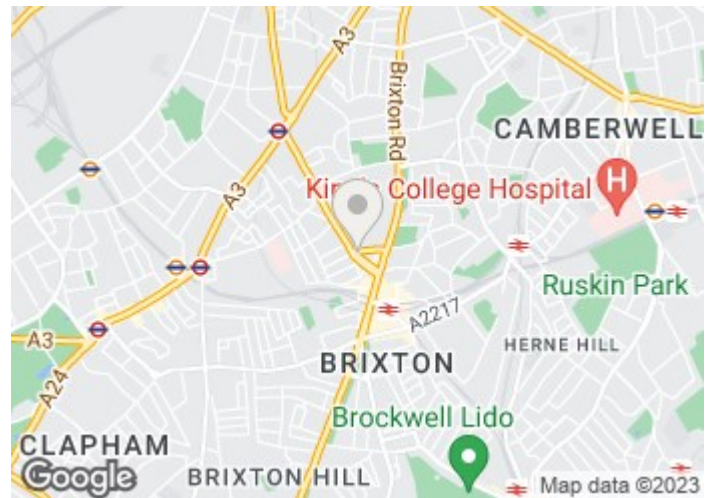 A3
Brixton Rd
CAMBERWELL
King's College Hospital
H
A3
Ruskin Park
A2217
A3
HERNE HILL
BRIXTON
A24
Brockwell Lido
CLAPHAM
BRIXTON HILL
Google
Map data ©2023